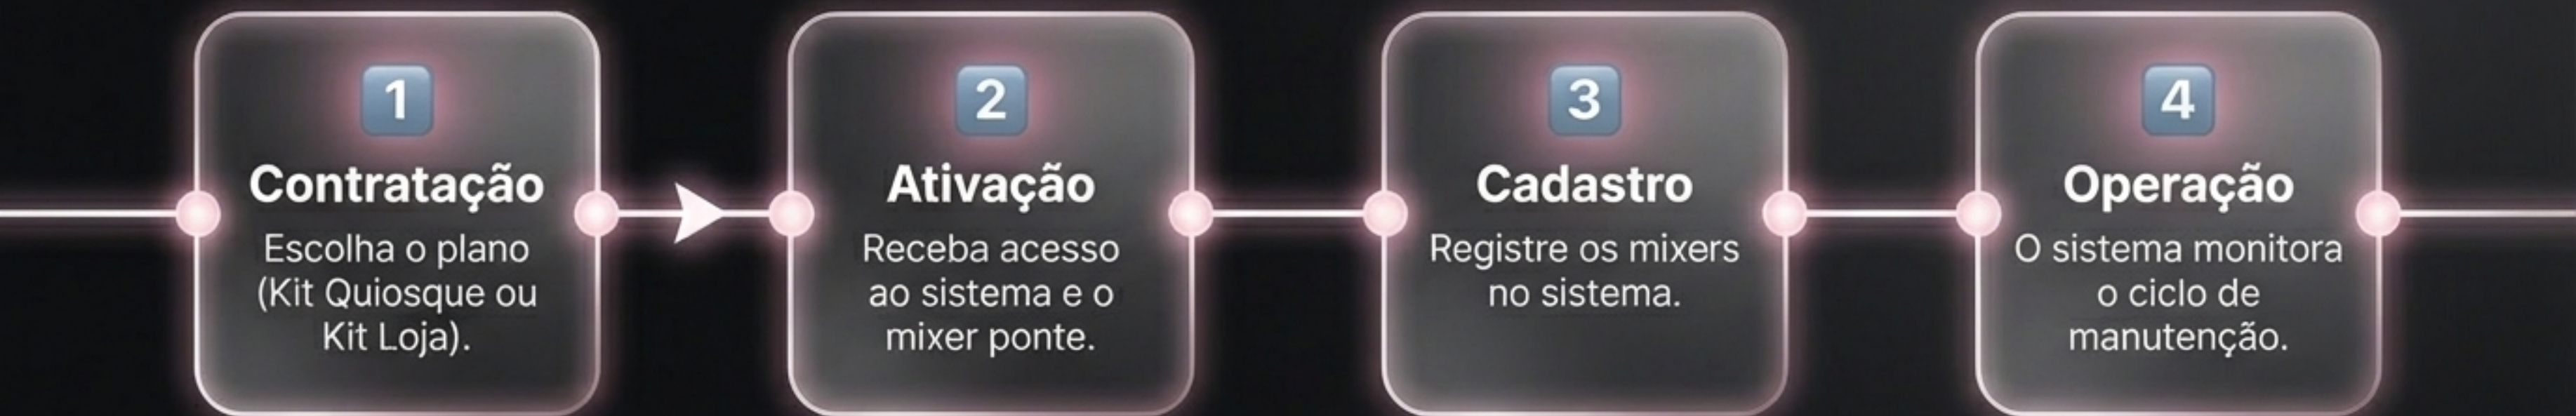 1
Contratação
Escolha o plano
(Kit Quiosque ou
Kit Loja).
2
Ativação
Receba acesso
ao sistema e o
mixer ponte.
3
Cadastro
Registre os mixers
no sistema.
4
Operação
O sistema monitora
o ciclo de
manutenção.